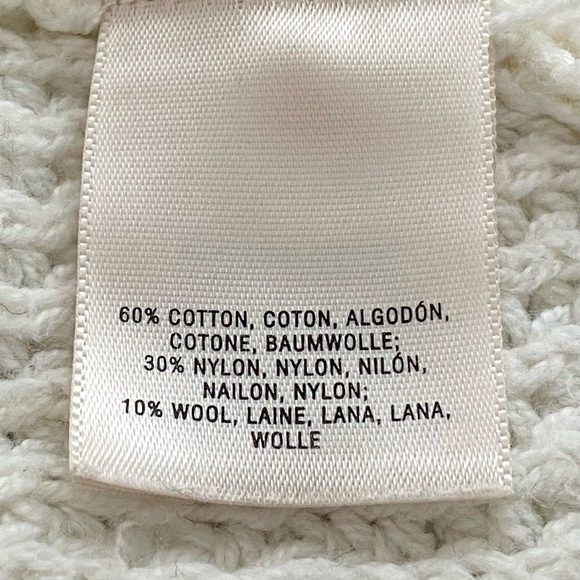 60% COTTON, COTON, ALGODÓN,
COTONE, BAUMWOLLE;
30% NYLON, NYLON, NILÓN,
NAILON, NYLON;
10% WOOL, LAINE, LANA, LANA,
WOLLE